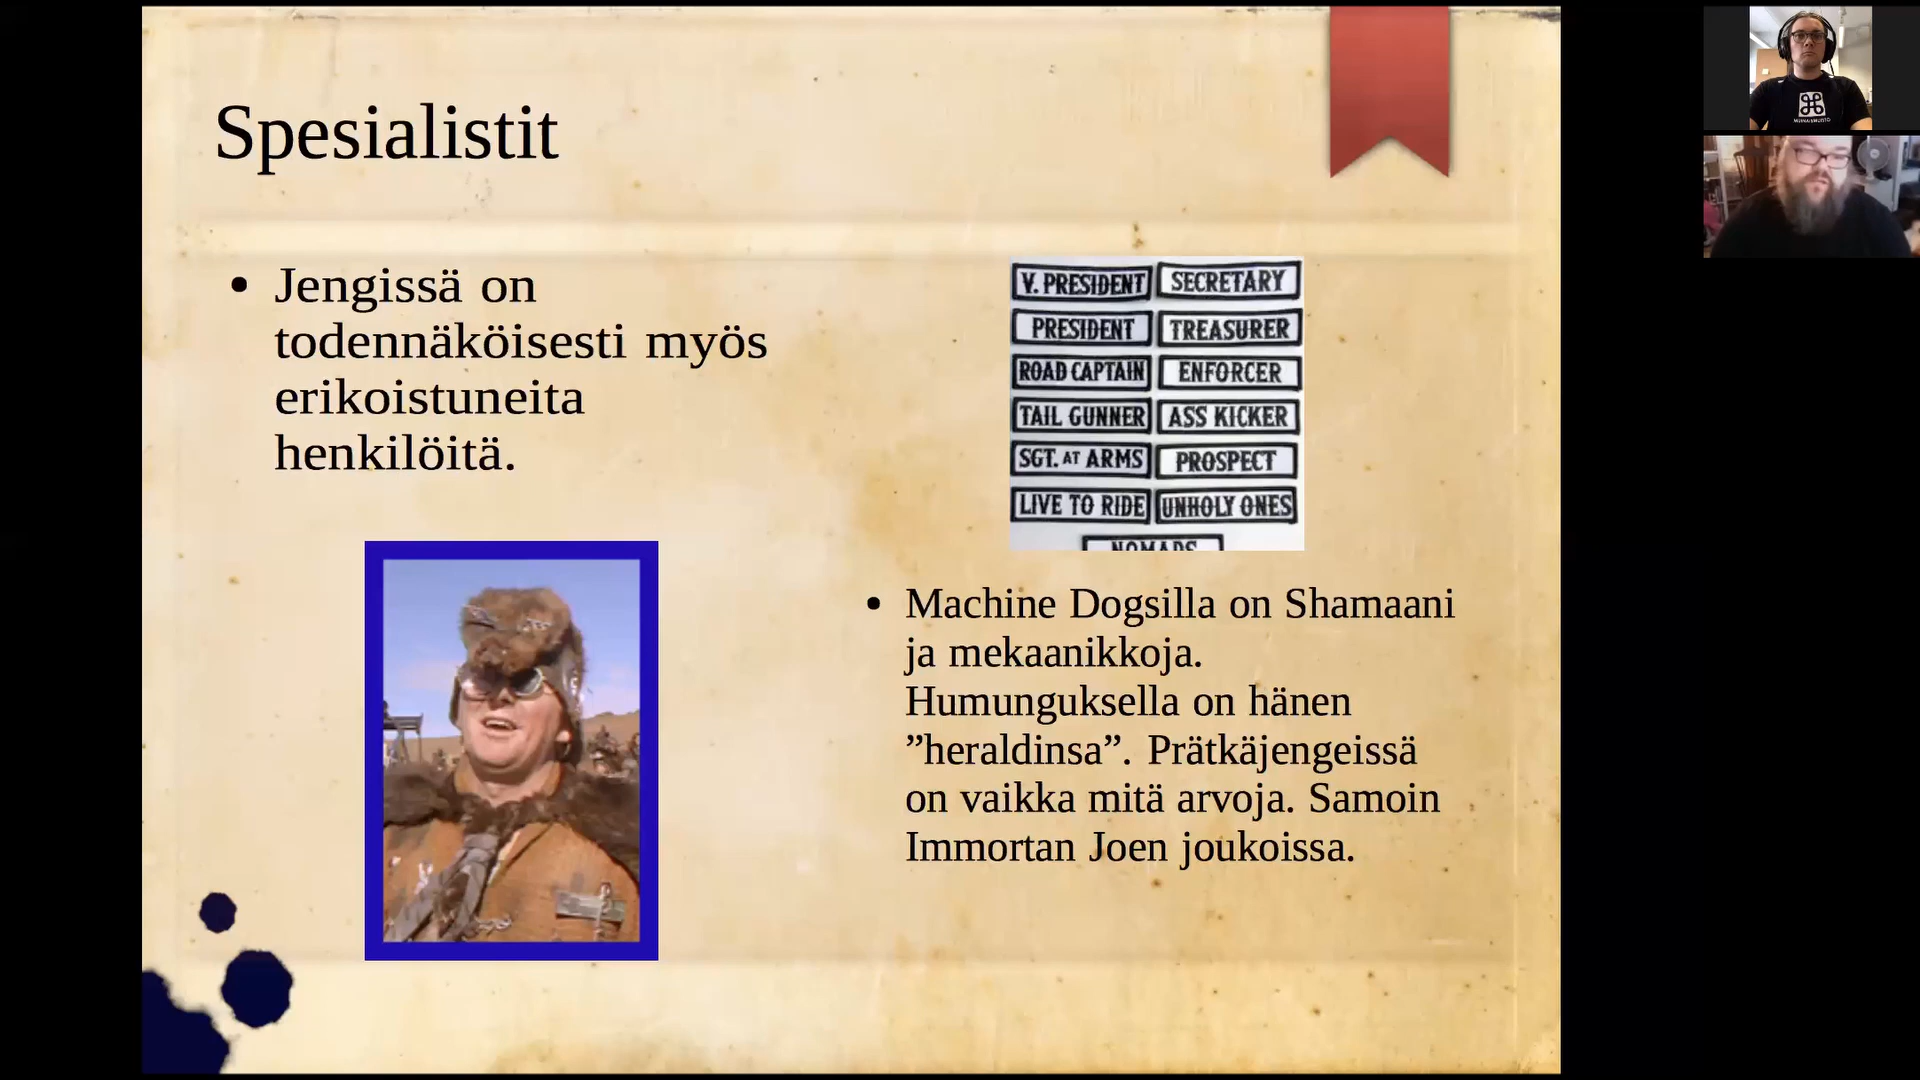 Spesialistit
• Jengissä on
todennäköisesti myös
erikoistuneita
henkilöitä.
V. PRESIDENT
SECRETARY
PRESIDENT
TREASURER
ROAD CAPTAIN
ENFORCER
TAIL GUNNER
ASS KICKER
SGT. AT ARMS
PROSPECT
LIVE TO RIDE
UNHOLY ONES
NOMADS
• Machine Dogsilla on Shamaani
ja mekaanikkoja.
Humunguksella on hänen
”heraldinsa”. Prätkäjengeissä
on vaikka mitä arvoja. Samoin
Immortan Joen joukoissa.